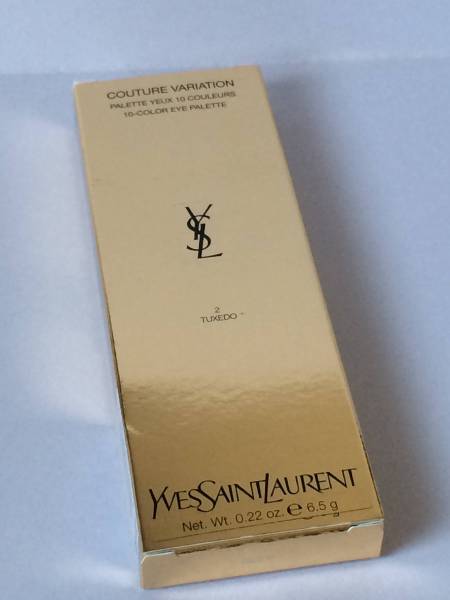 COUTURE VARIATION
PALETTE YEUX 10 COULEURS
10-COLOR EYE PALETTE
YSL
2
TUXEDO™
YVESSAINTLAURENT
Net. Wt. 0.22 oz. ℮ 6.5 g